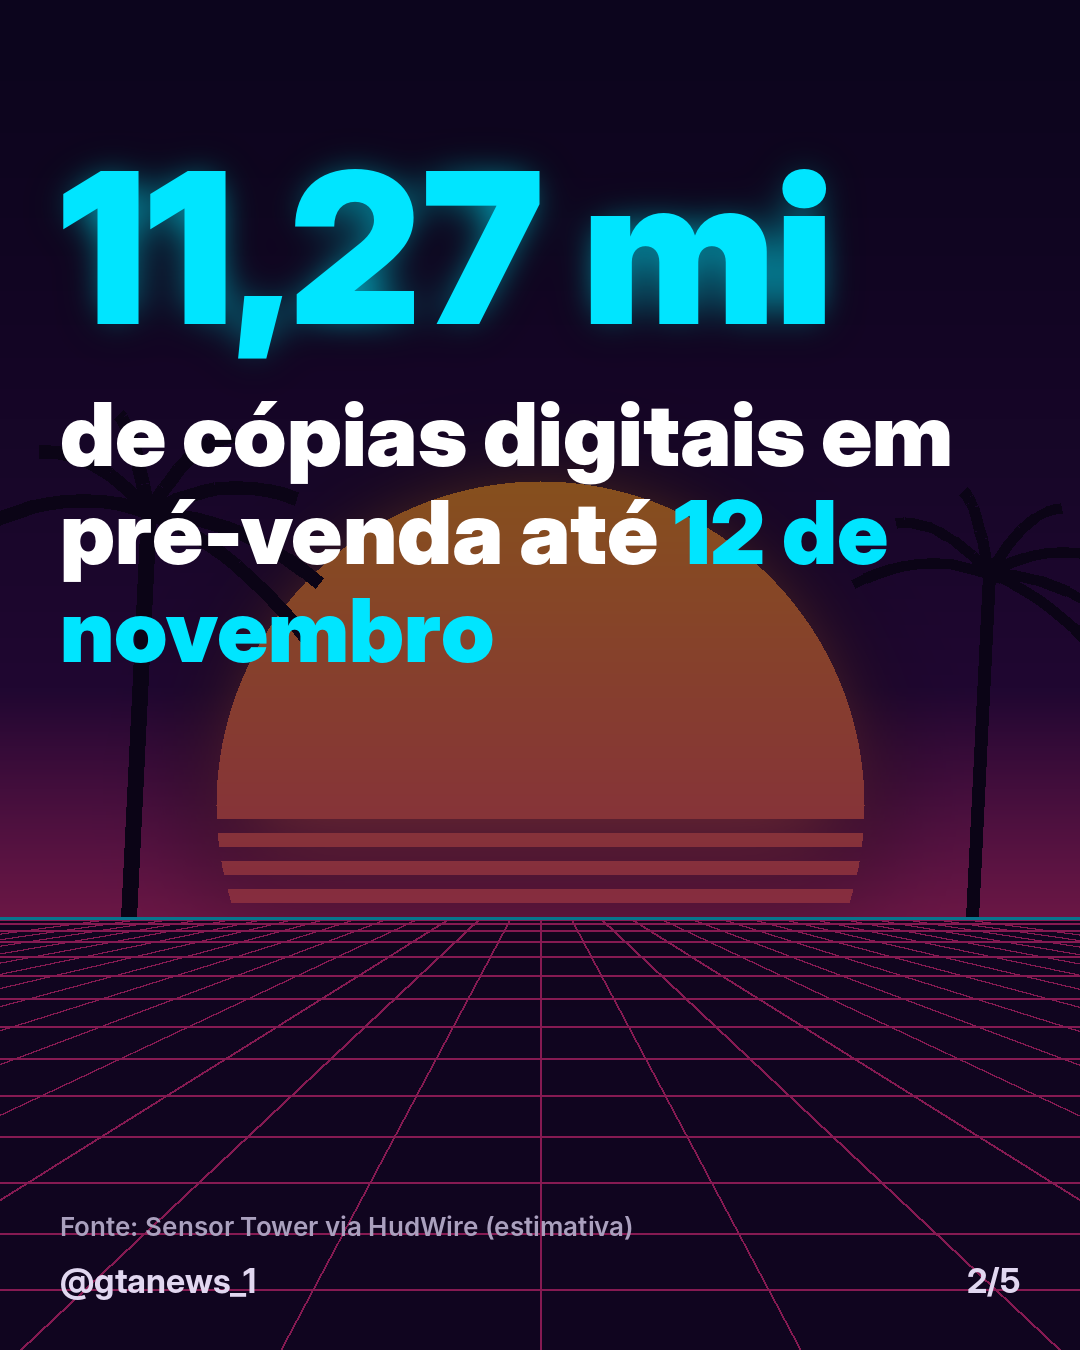 11,27 mi
de cópias digitais em
pré-venda até 12 de
novembro
Fonte: Sensor Tower via HudWire (estimativa)
@gtanews_1
2/5